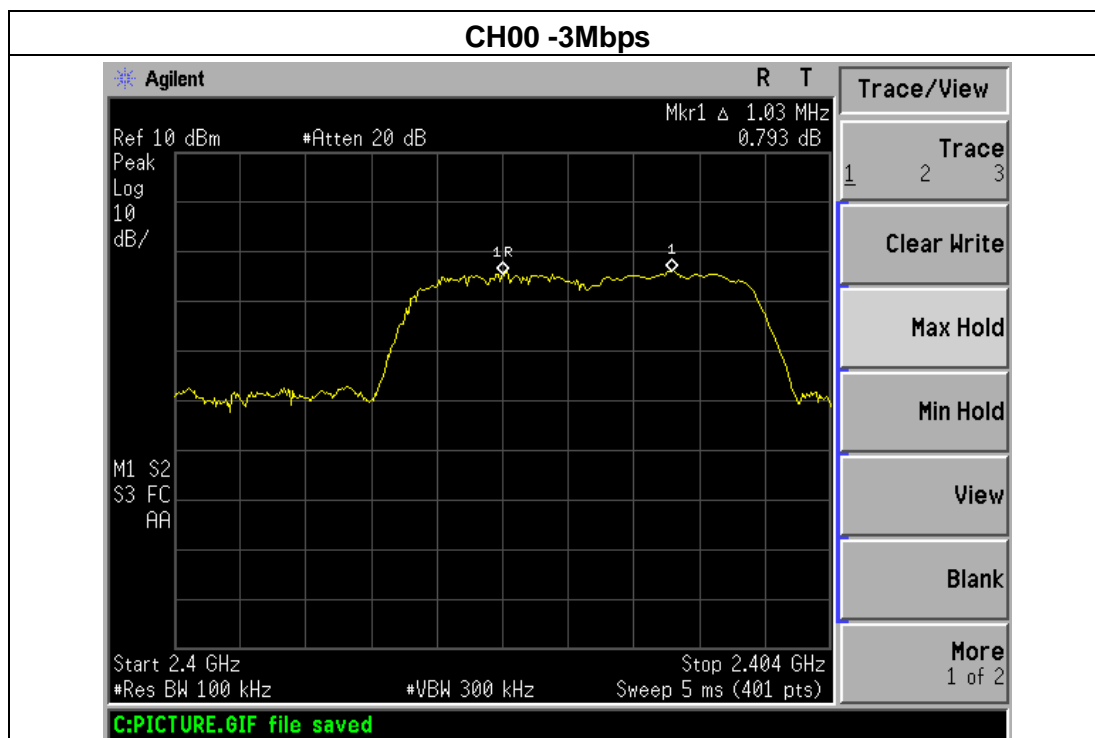 CH00 -3Mbps
Agilent R T
Mkr1 Δ 1.03 MHz
Ref 10 dBm #Atten 20 dB 0.793 dB
Peak
Log
10
dB/
1R 1
M1 S2
S3 FC
AA
Start 2.4 GHz Stop 2.404 GHz
#Res BW 100 kHz #VBW 300 kHz Sweep 5 ms (401 pts)
C:PICTURE.GIF file saved
Trace/View
Trace
1 2 3
Clear Write
Max Hold
Min Hold
View
Blank
More
1 of 2